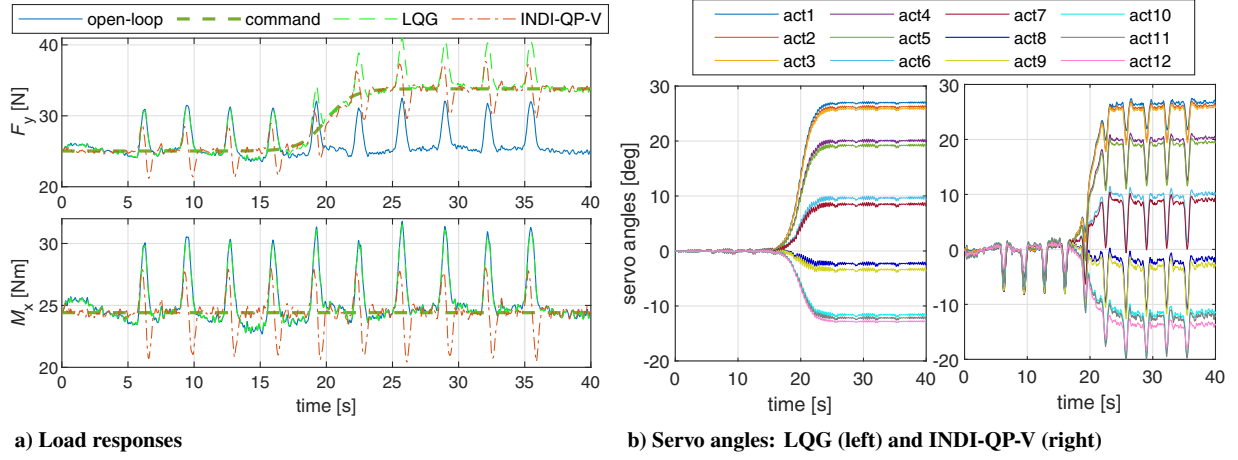 open-loop command LQG INDI-QP-V
40
30
20
F_y [N]
0 5 10 15 20 25 30 35 40
30
25
20
M_x [Nm]
0 5 10 15 20 25 30 35 40
time [s]
a) Load responses
act1 act4 act7 act10
act2 act5 act8 act11
act3 act6 act9 act12
30
20
10
0
-10
-20
servo angles [deg]
0 10 20 30 40
time [s]
30
20
10
0
-10
-20
0 10 20 30 40
time [s]
b) Servo angles: LQG (left) and INDI-QP-V (right)